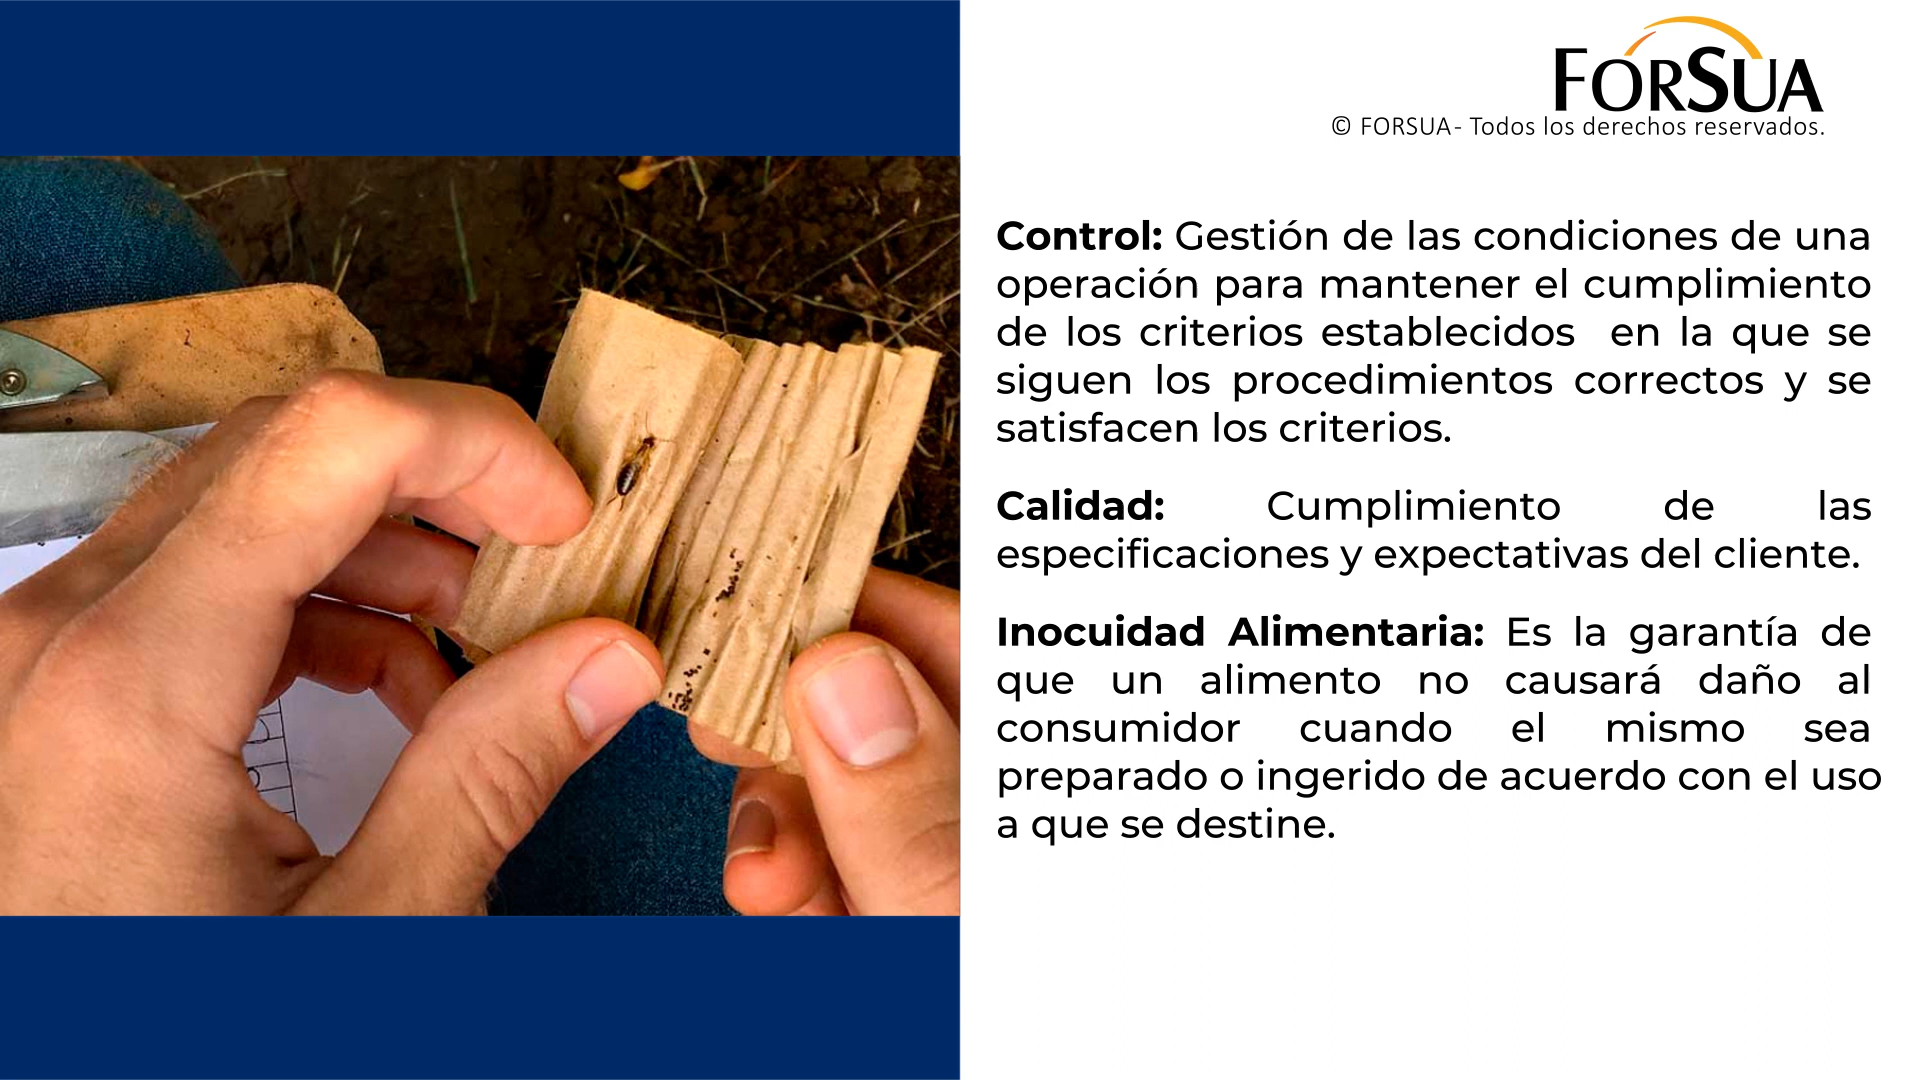 FORSUA
© FORSUA- Todos los derechos reservados.
Control: Gestión de las condiciones de una
operación para mantener el cumplimiento
de los criterios establecidos en la que se
siguen los procedimientos correctos y se
satisfacen los criterios.
Calidad: Cumplimiento de las
especificaciones y expectativas del cliente.
Inocuidad Alimentaria: Es la garantía de
que un alimento no causará daño al
consumidor cuando el mismo sea
preparado o ingerido de acuerdo con el uso
a que se destine.